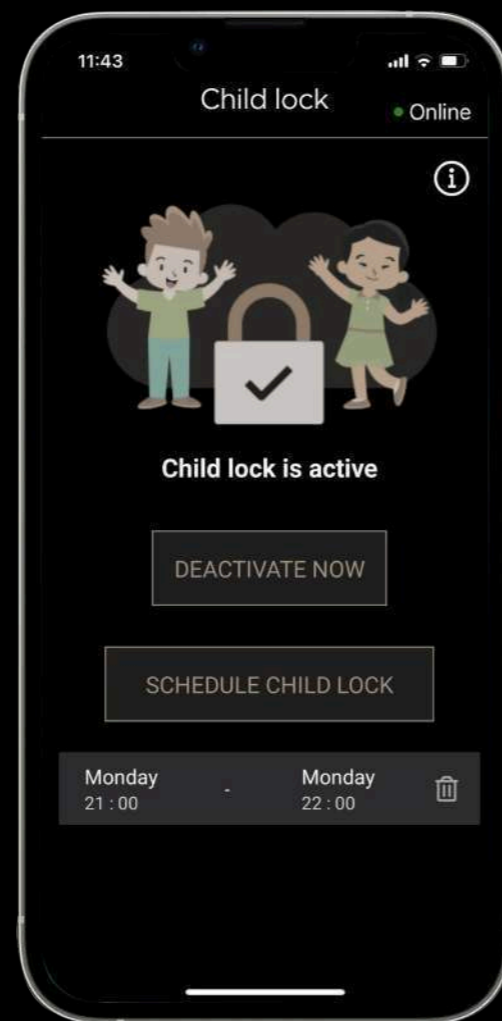 11:43
Child lock
Online
i
Child lock is active
DEACTIVATE NOW
SCHEDULE CHILD LOCK
Monday - Monday
21 : 00 22 : 00